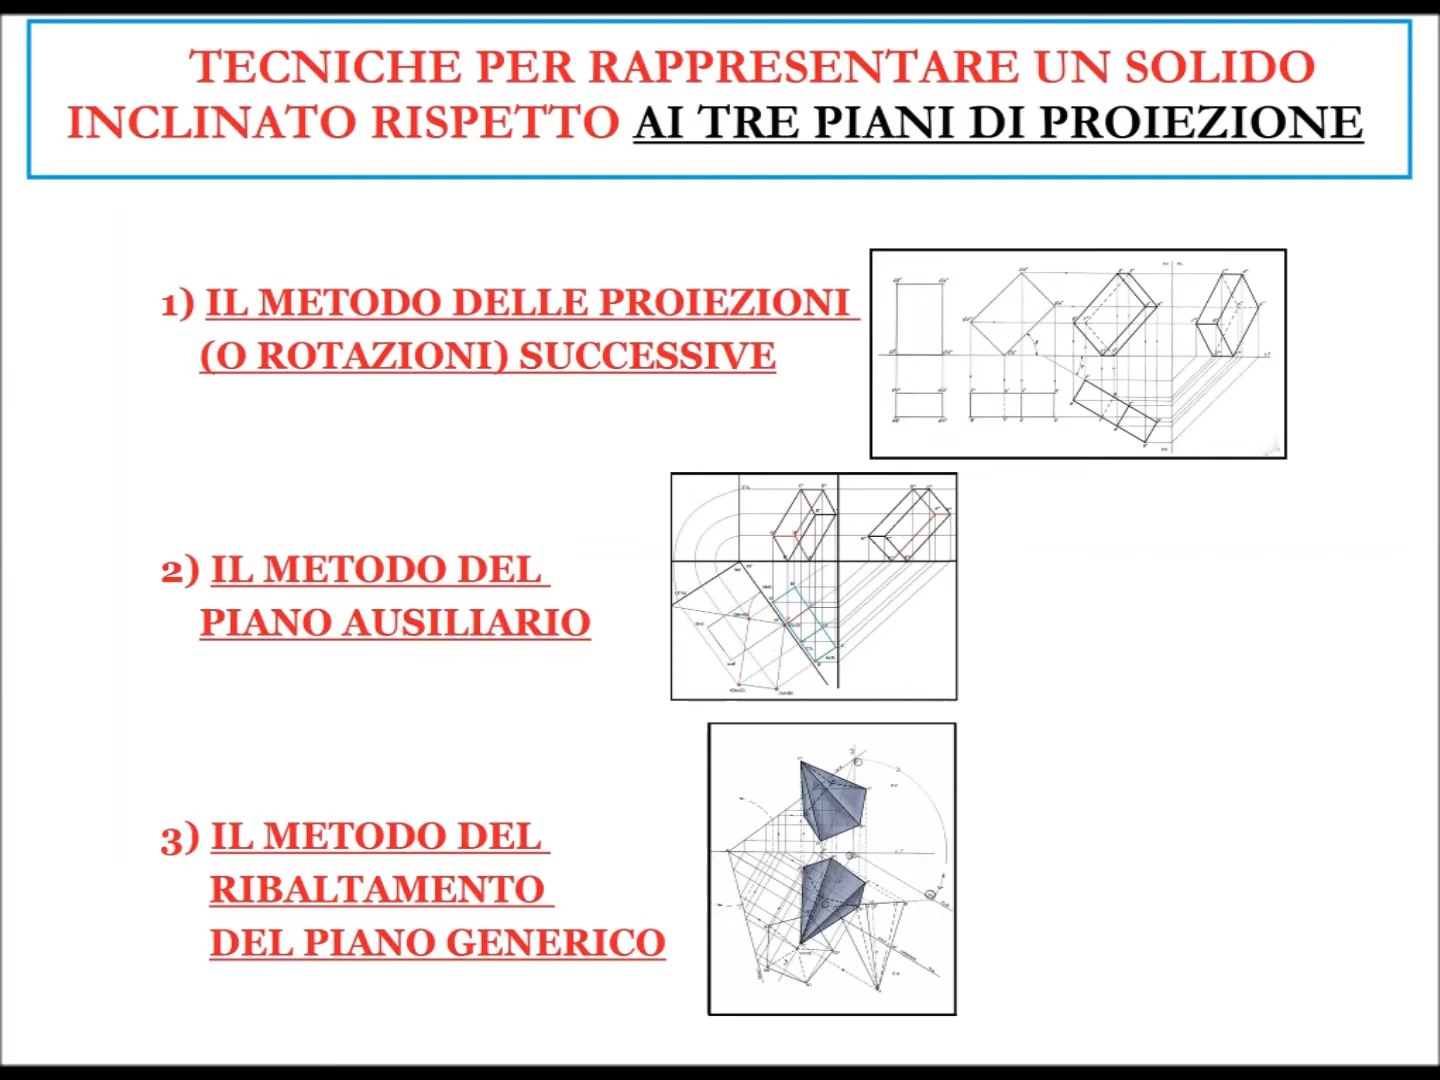 TECNICHE PER RAPPRESENTARE UN SOLIDO
INCLINATO RISPETTO AI TRE PIANI DI PROIEZIONE
1) IL METODO DELLE PROIEZIONI
(O ROTAZIONI) SUCCESSIVE
2) IL METODO DEL
PIANO AUSILIARIO
3) IL METODO DEL
RIBALTAMENTO
DEL PIANO GENERICO